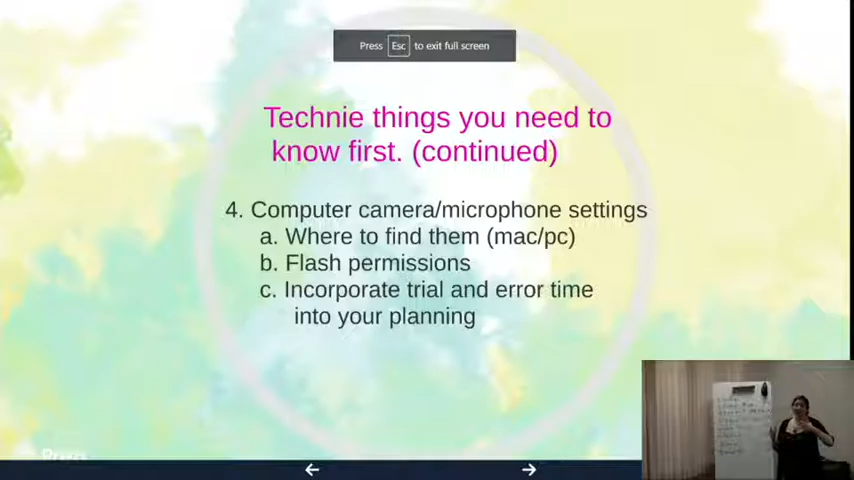 Press Esc to exit full screen
Technie things you need to
know first. (continued)
4. Computer camera/microphone settings
a. Where to find them (mac/pc)
b. Flash permissions
c. Incorporate trial and error time
into your planning